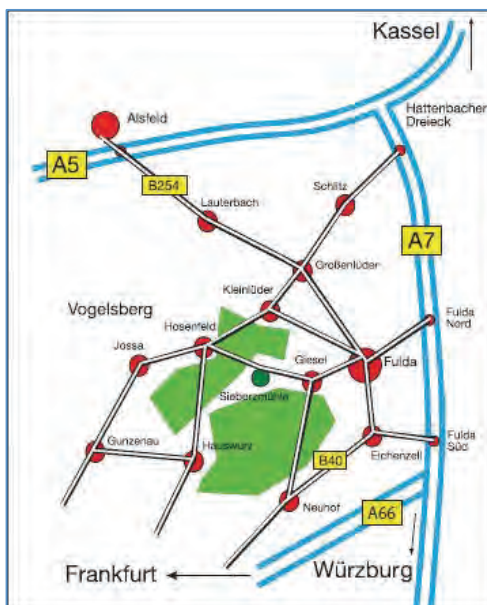 Kassel
Hattenbacher
Dreieck
Alsfeld
A5
B254
Schlitz
Lauterbach
A7
Großenlüder
Kleinlüder
Vogelsberg
Fulda
Nord
Hosenfeld
Jossa
Giesel
Fulda
Sieberzmühle
Gunzenau
Hauswurz
Fulda
Süd
Eichenzell
B40
Neuhof
A66
Frankfurt
Würzburg